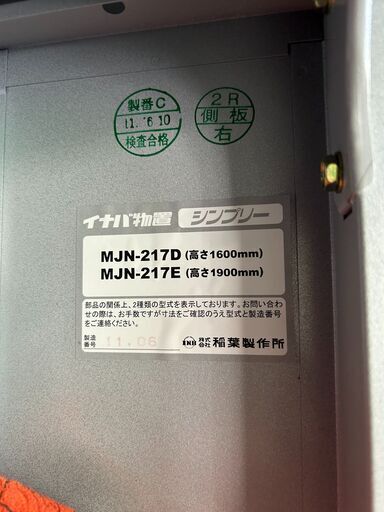 製番C
11.'6.10
検査合格
2R
側板
右
イナバ物置 シンプリー
MJN-217D (高さ1600mm)
MJN-217E (高さ1900mm)
部品の関係上、2種類の型式を表示しております。お問い合わ
せの際は、お手数ですが寸法をご確認のうえ型式と製造番号
をご連絡ください。
製造
番号 11.06
INB 株式会社 稲葉製作所